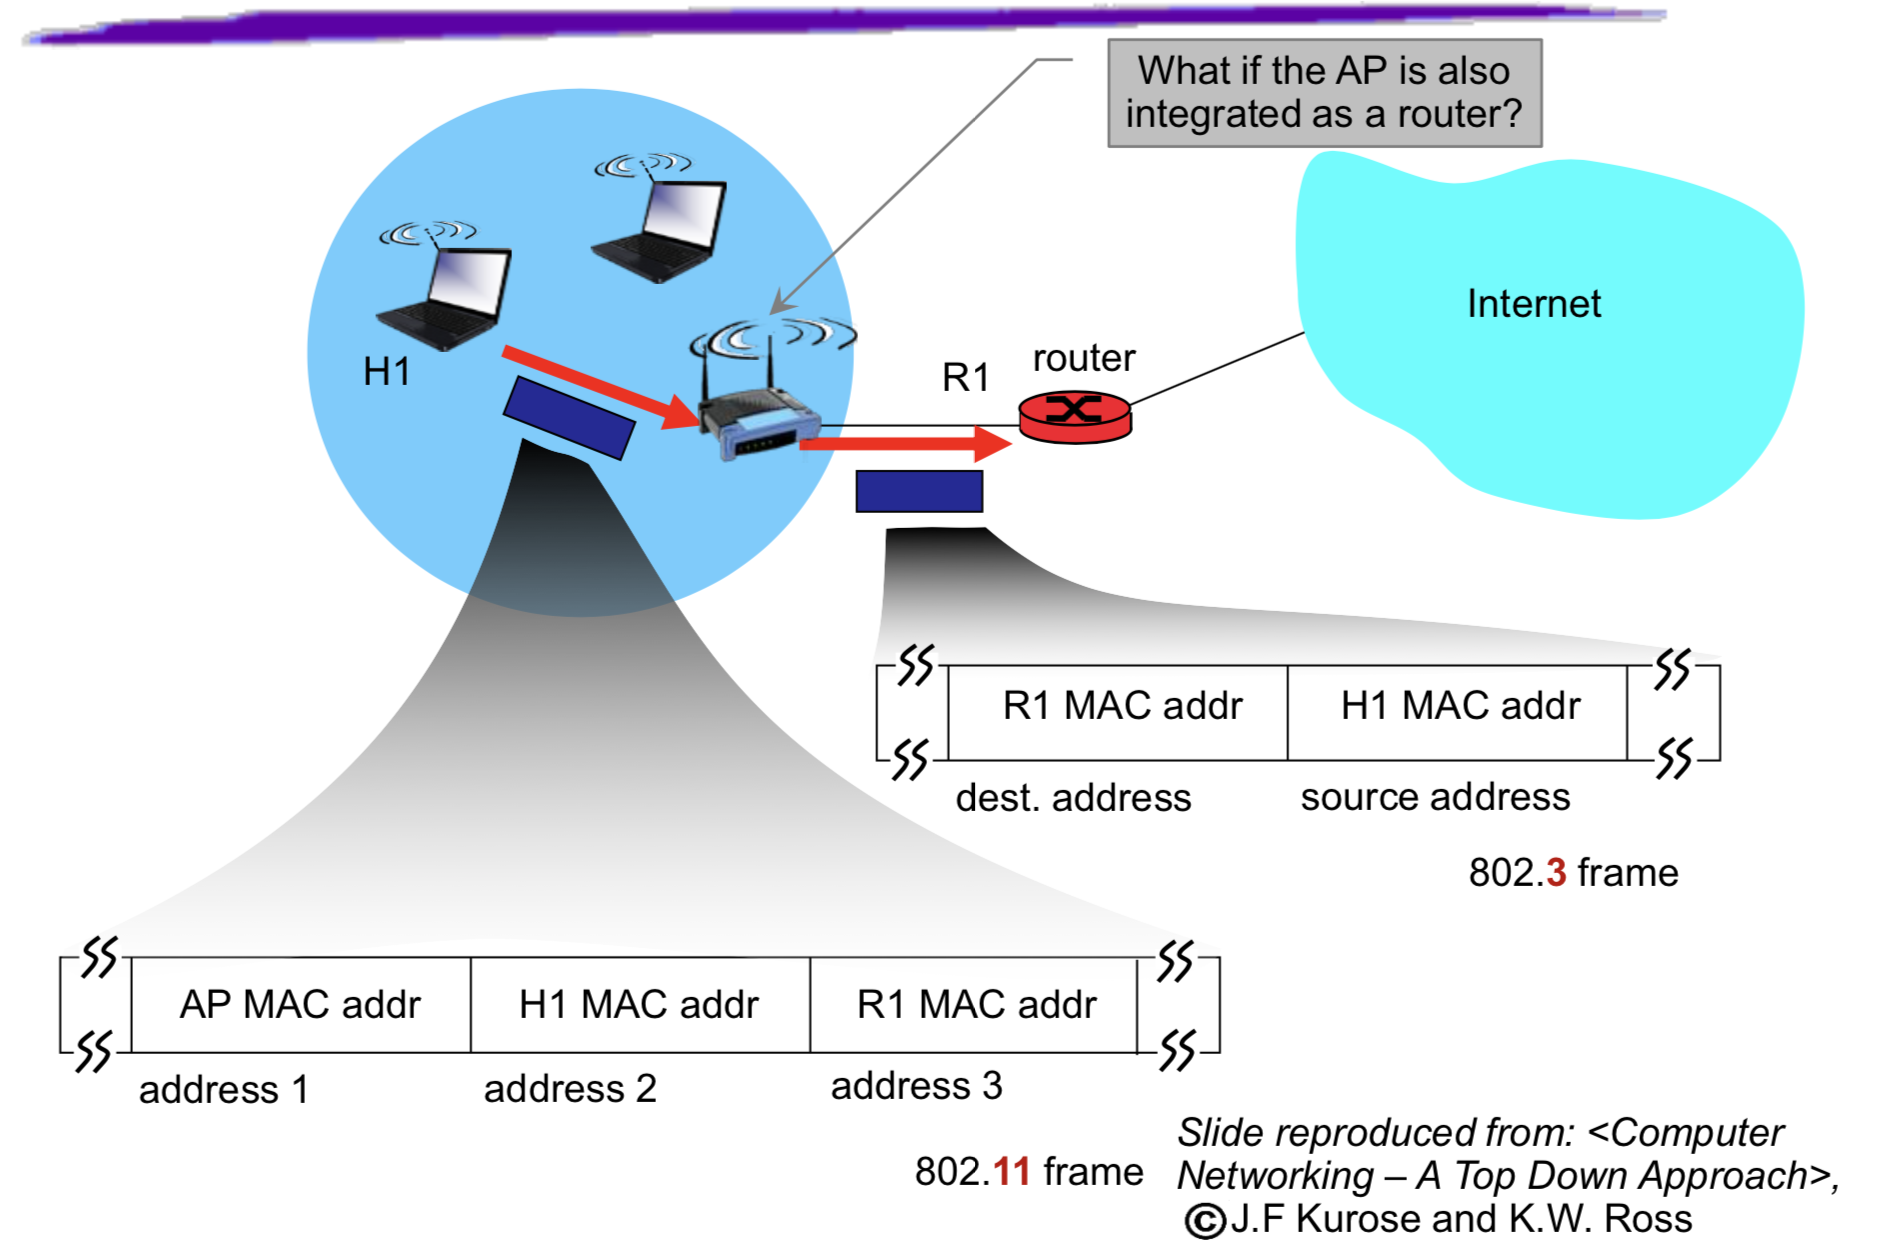 What if the AP is also
integrated as a router?
Internet
router
R1
H1
R1 MAC addr
H1 MAC addr
dest. address
source address
802.3 frame
AP MAC addr
H1 MAC addr
R1 MAC addr
address 1
address 2
address 3
802.11 frame
Slide reproduced from: <Computer
Networking – A Top Down Approach>,
©J.F Kurose and K.W. Ross